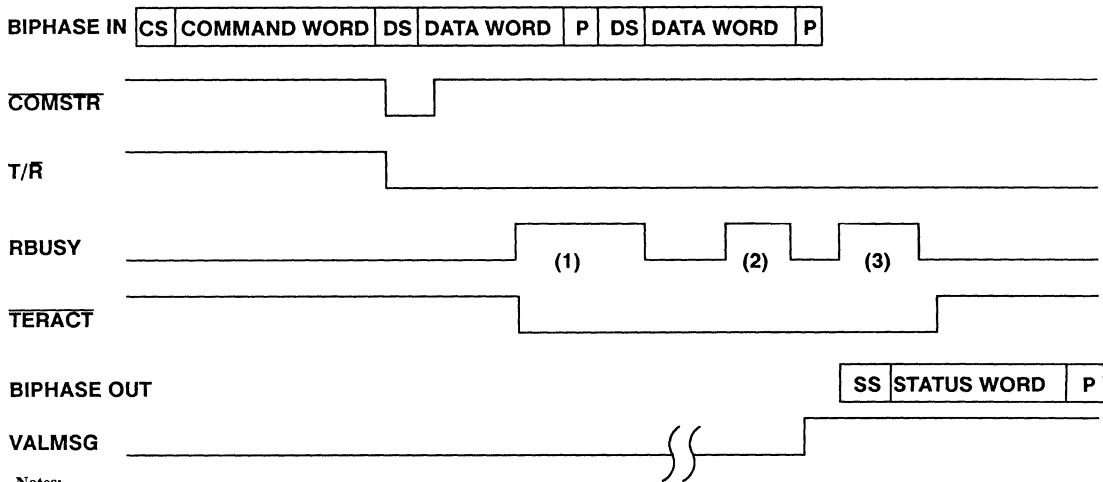 BIPHASE IN CS COMMAND WORD DS DATA WORD P DS DATA WORD P
COMSTR
T/R
RBUSY (1) (2) (3)
TERACT
BIPHASE OUT SS STATUS WORD P
VALMSG
Notes: